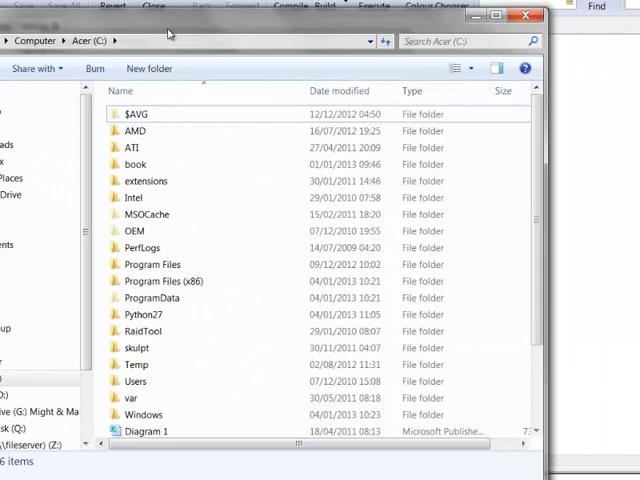 Revert Close Compile Build Execute Colour Chooser
Find
Computer Acer (C:) Search Acer (C:)
Share with Burn New folder
Name Date modified Type Size
$AVG 12/12/2012 04:50 File folder
AMD 16/07/2012 19:25 File folder
ATI 27/04/2011 20:09 File folder
book 01/01/2013 09:46 File folder
extensions 30/01/2011 14:46 File folder
Intel 29/01/2010 07:58 File folder
MSOCache 15/02/2011 18:20 File folder
OEM 07/12/2010 19:55 File folder
PerfLogs 14/07/2009 04:20 File folder
Program Files 09/12/2012 10:02 File folder
Program Files (x86) 04/01/2013 10:21 File folder
ProgramData 04/01/2013 10:21 File folder
Python27 04/01/2013 11:05 File folder
RaidTool 29/01/2010 08:07 File folder
skulpt 30/11/2011 04:07 File folder
Temp 02/08/2012 11:31 File folder
Users 07/12/2010 15:08 File folder
var 30/05/2011 08:18 File folder
Windows 04/01/2013 10:23 File folder
Diagram 1 18/04/2011 08:13 Microsoft Publishe... 73
Places
Drive
ents
up
D:)
ive (G:) Might & Ma
sk (Q:)
\\fileserver) (Z:)
6 items